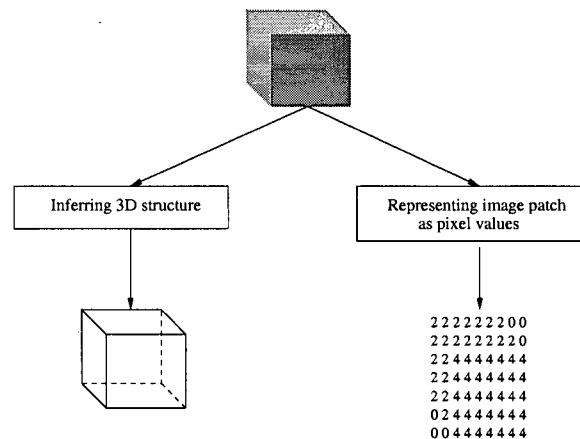 Inferring 3D structure
Representing image patch
as pixel values
2 2 2 2 2 2 2 2 0 0
2 2 2 2 2 2 2 2 2 0
2 2 4 4 4 4 4 4 4
2 2 4 4 4 4 4 4 4
2 2 4 4 4 4 4 4 4
0 2 4 4 4 4 4 4 4
0 0 4 4 4 4 4 4 4